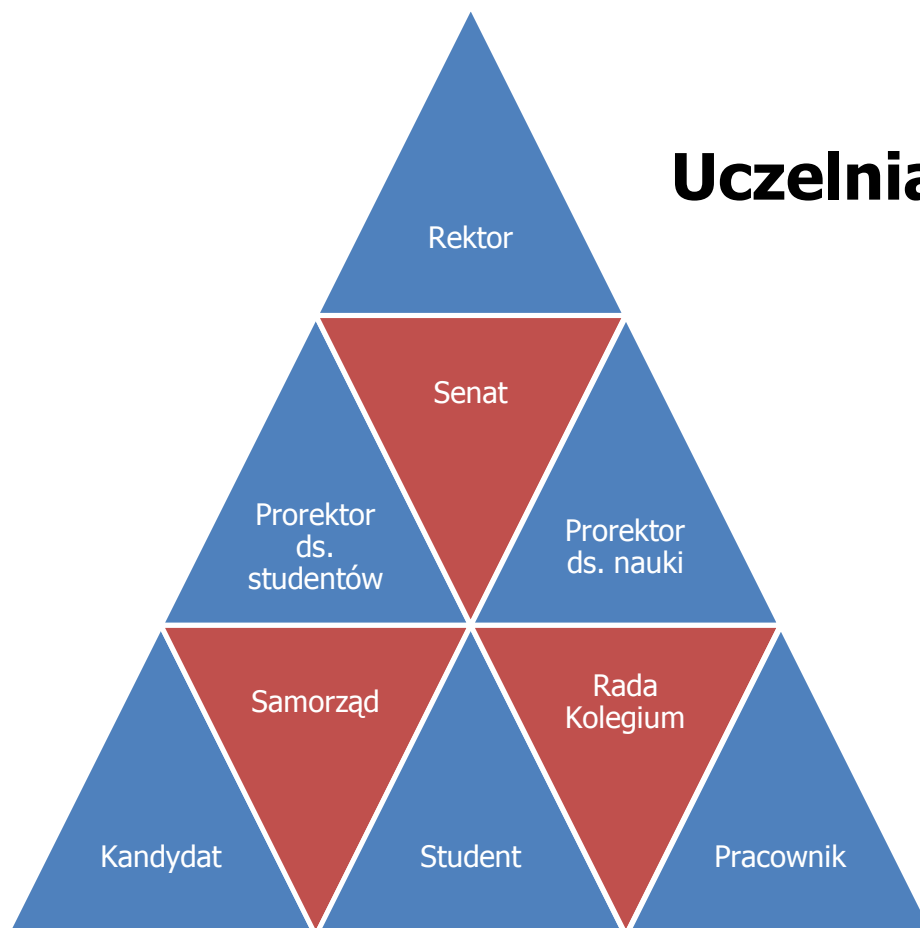 Uczelnia
Rektor
Senat
Prorektor
ds.
studentów
Prorektor
ds. nauki
Samorząd
Rada
Kolegium
Kandydat
Student
Pracownik